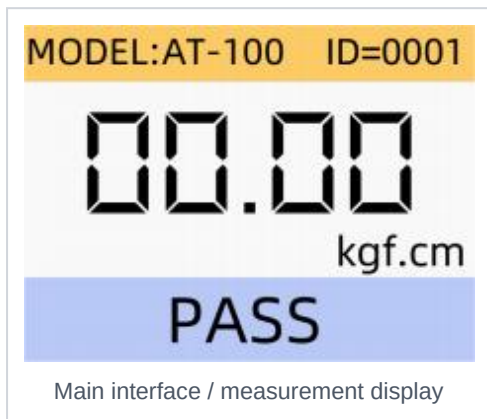 MODEL:AT-100 ID=0001
00.00
kgf.cm
PASS
Main interface / measurement display